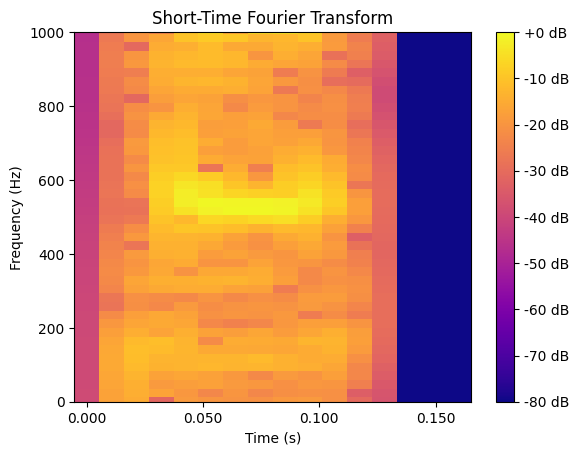 Short-Time Fourier Transform
1000
800
600
400
200
0
Frequency (Hz)
0.000
0.050
0.100
0.150
Time (s)
+0 dB
-10 dB
-20 dB
-30 dB
-40 dB
-50 dB
-60 dB
-70 dB
-80 dB